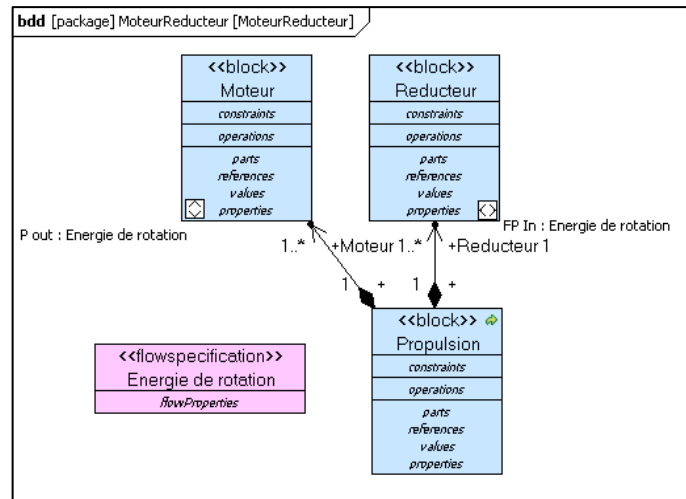 bdd [package] MoteurReducteur [MoteurReducteur]
<<block>>
Moteur
constraints
operations
parts
references
values
properties
<<block>>
Reducteur
constraints
operations
parts
references
values
properties
P out : Energie de rotation
FP In : Energie de rotation
1..* +Moteur 1
1..* +Reducteur 1
1 +
1 +
<<block>>
Propulsion
constraints
operations
parts
references
values
properties
<<flowspecification>>
Energie de rotation
flowProperties